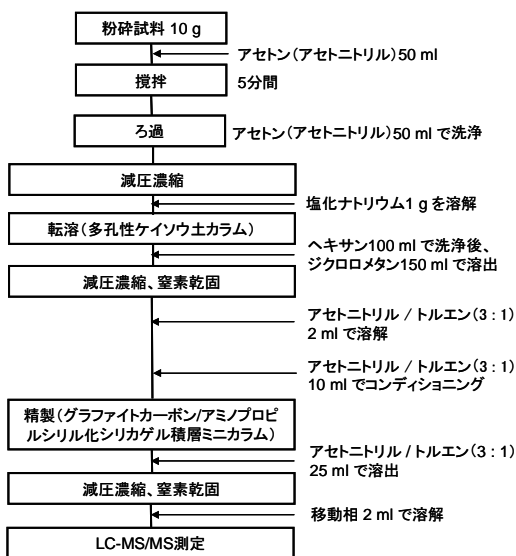 粉砕試料 10 g
アセトン(アセトニトリル)50 ml
撹拌
5分間
ろ過
アセトン(アセトニトリル)50 ml で洗浄
減圧濃縮
塩化ナトリウム1 g を溶解
転溶(多孔性ケイソウ土カラム)
ヘキサン100 ml で洗浄後、
ジクロロメタン150 ml で溶出
減圧濃縮、窒素乾固
アセトニトリル / トルエン(3 : 1)
2 ml で溶解
アセトニトリル / トルエン(3 : 1)
10 ml でコンディショニング
精製(グラファイトカーボン/アミノプロピ
ルシリル化シリカゲル積層ミニカラム)
アセトニトリル / トルエン(3 : 1)
25 ml で溶出
減圧濃縮、窒素乾固
移動相 2 ml で溶解
LC-MS/MS測定